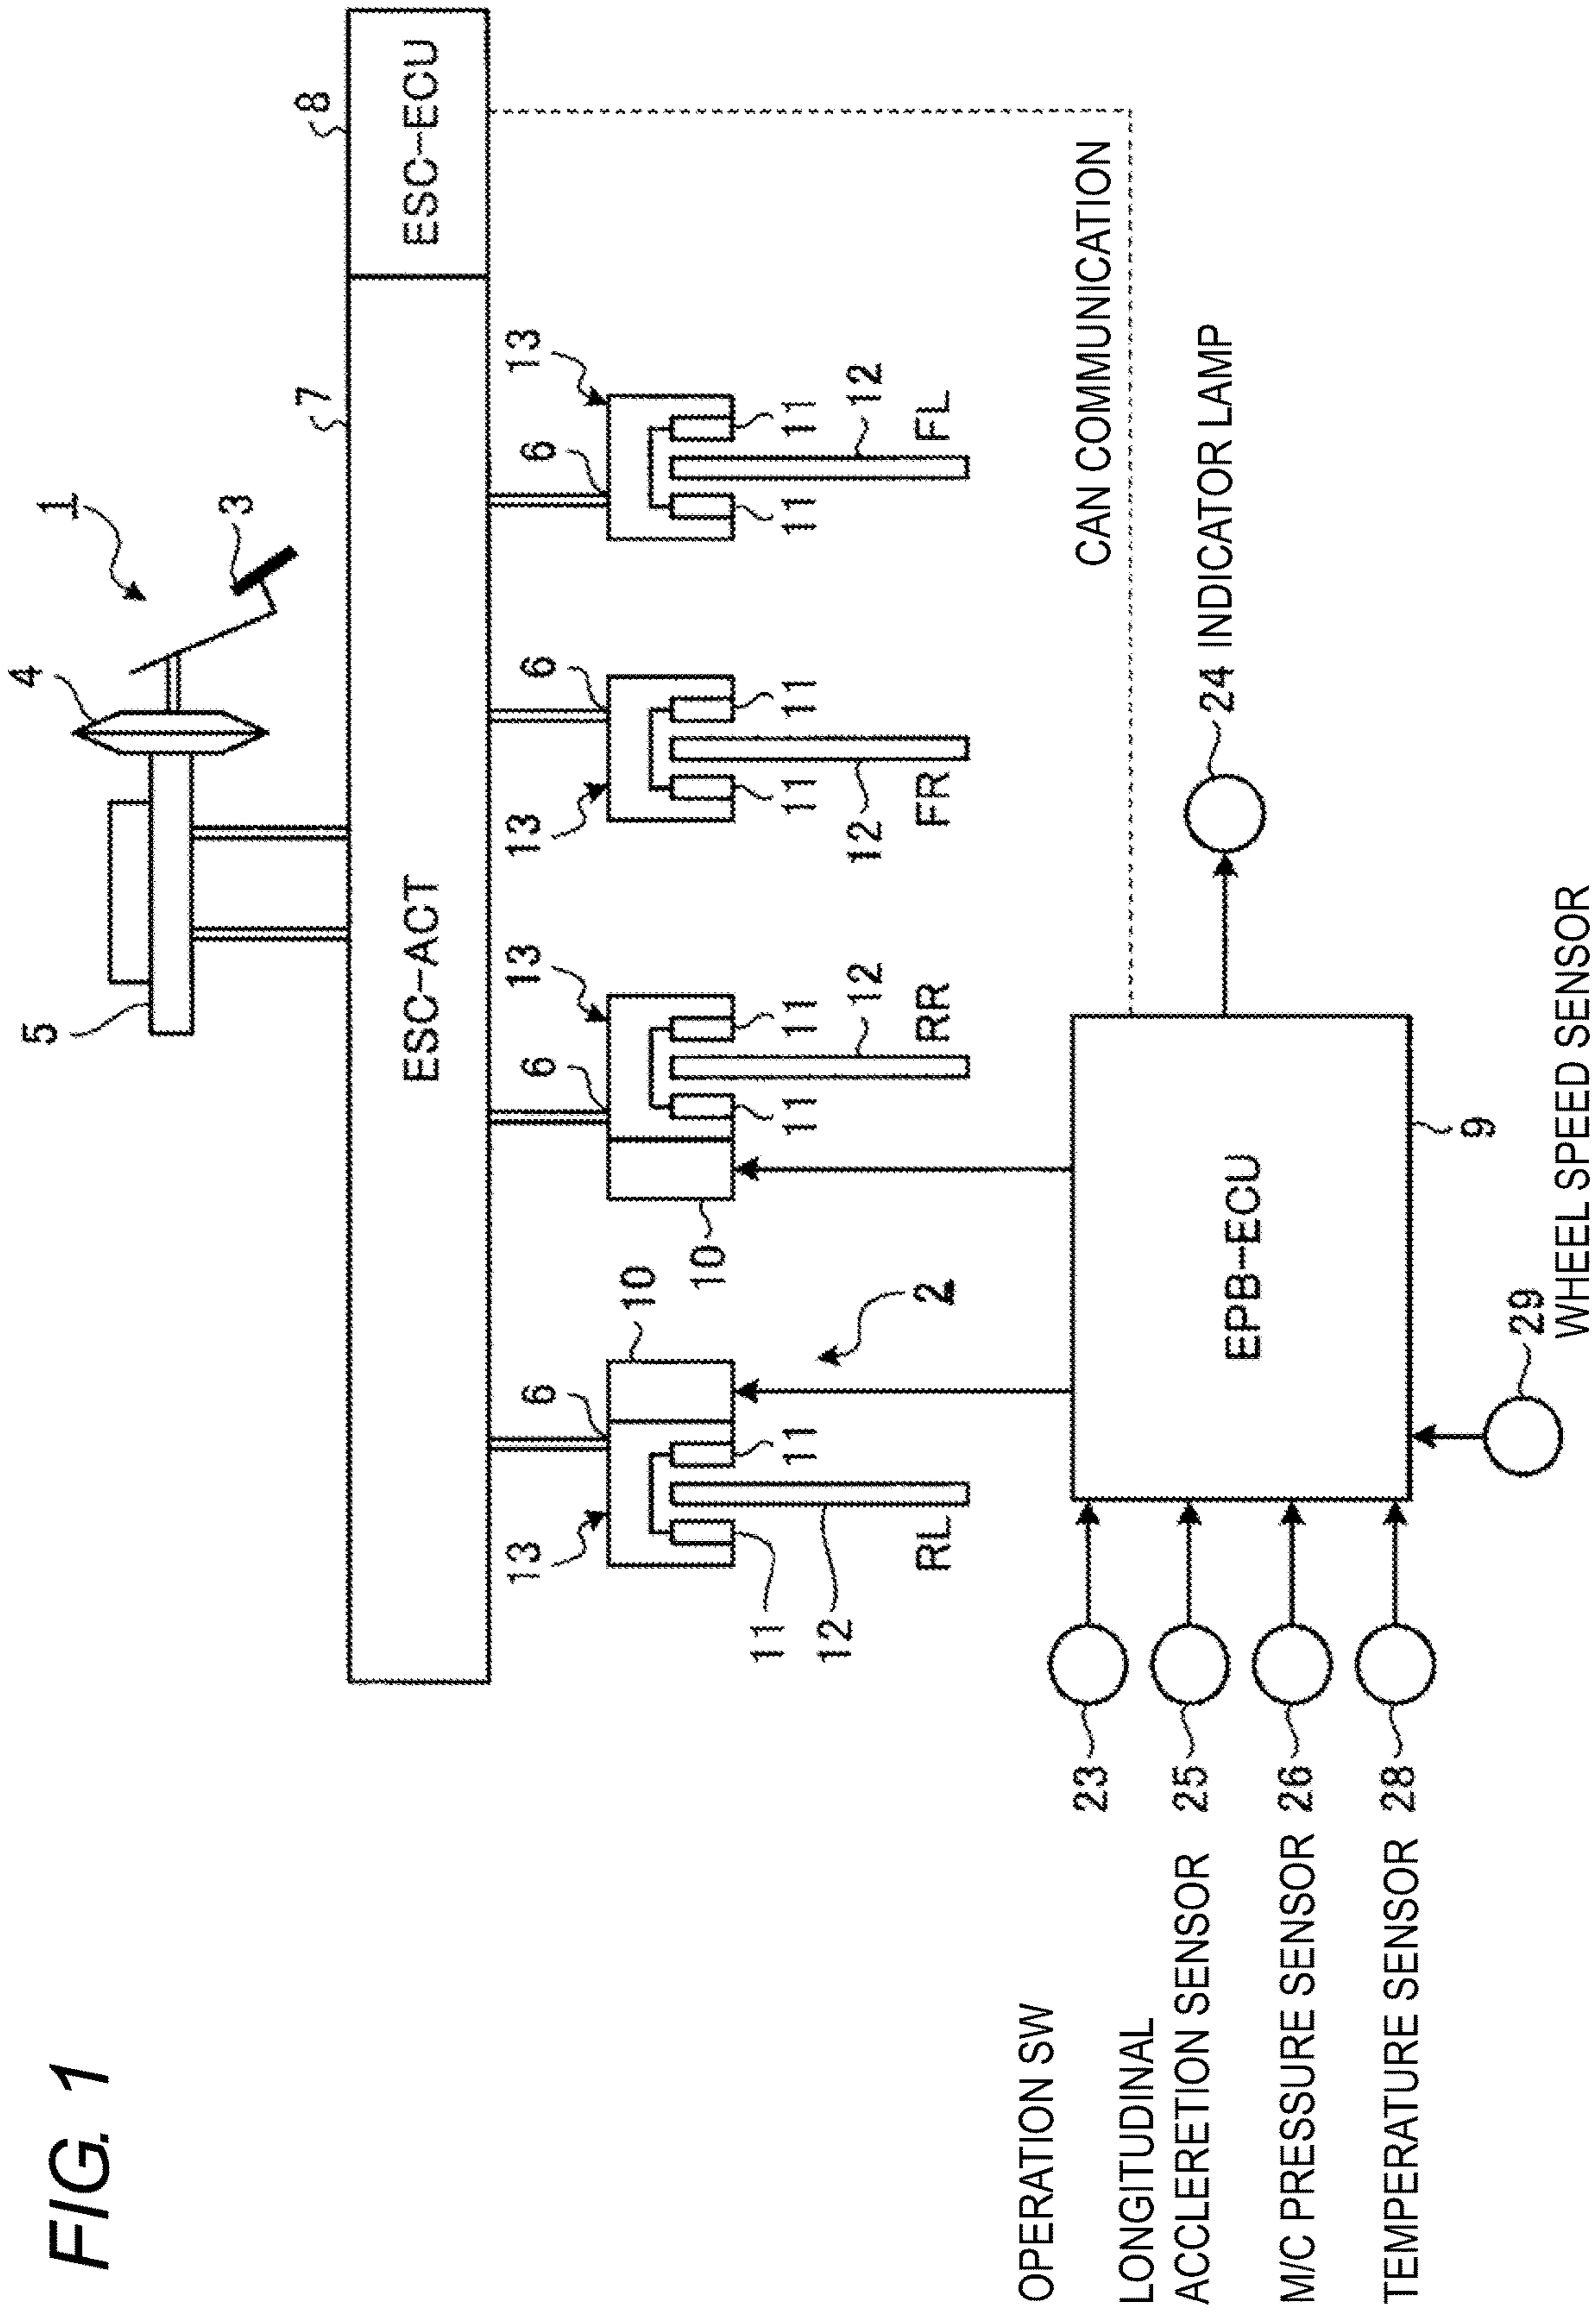 FIG. 1
1
3
4
5
7
8
ESC-ACT
ESC-ECU
13
6
11
11
12
RL
10
2
10
6
13
11
11
12
RR
13
6
11
11
12
FR
6
13
11
11
12
FL
CAN COMMUNICATION
OPERATION SW
23
LONGITUDINAL
ACCLERETION SENSOR 25
M/C PRESSURE SENSOR 26
TEMPERATURE SENSOR 28
EPB-ECU
9
24 INDICATOR LAMP
29
WHEEL SPEED SENSOR